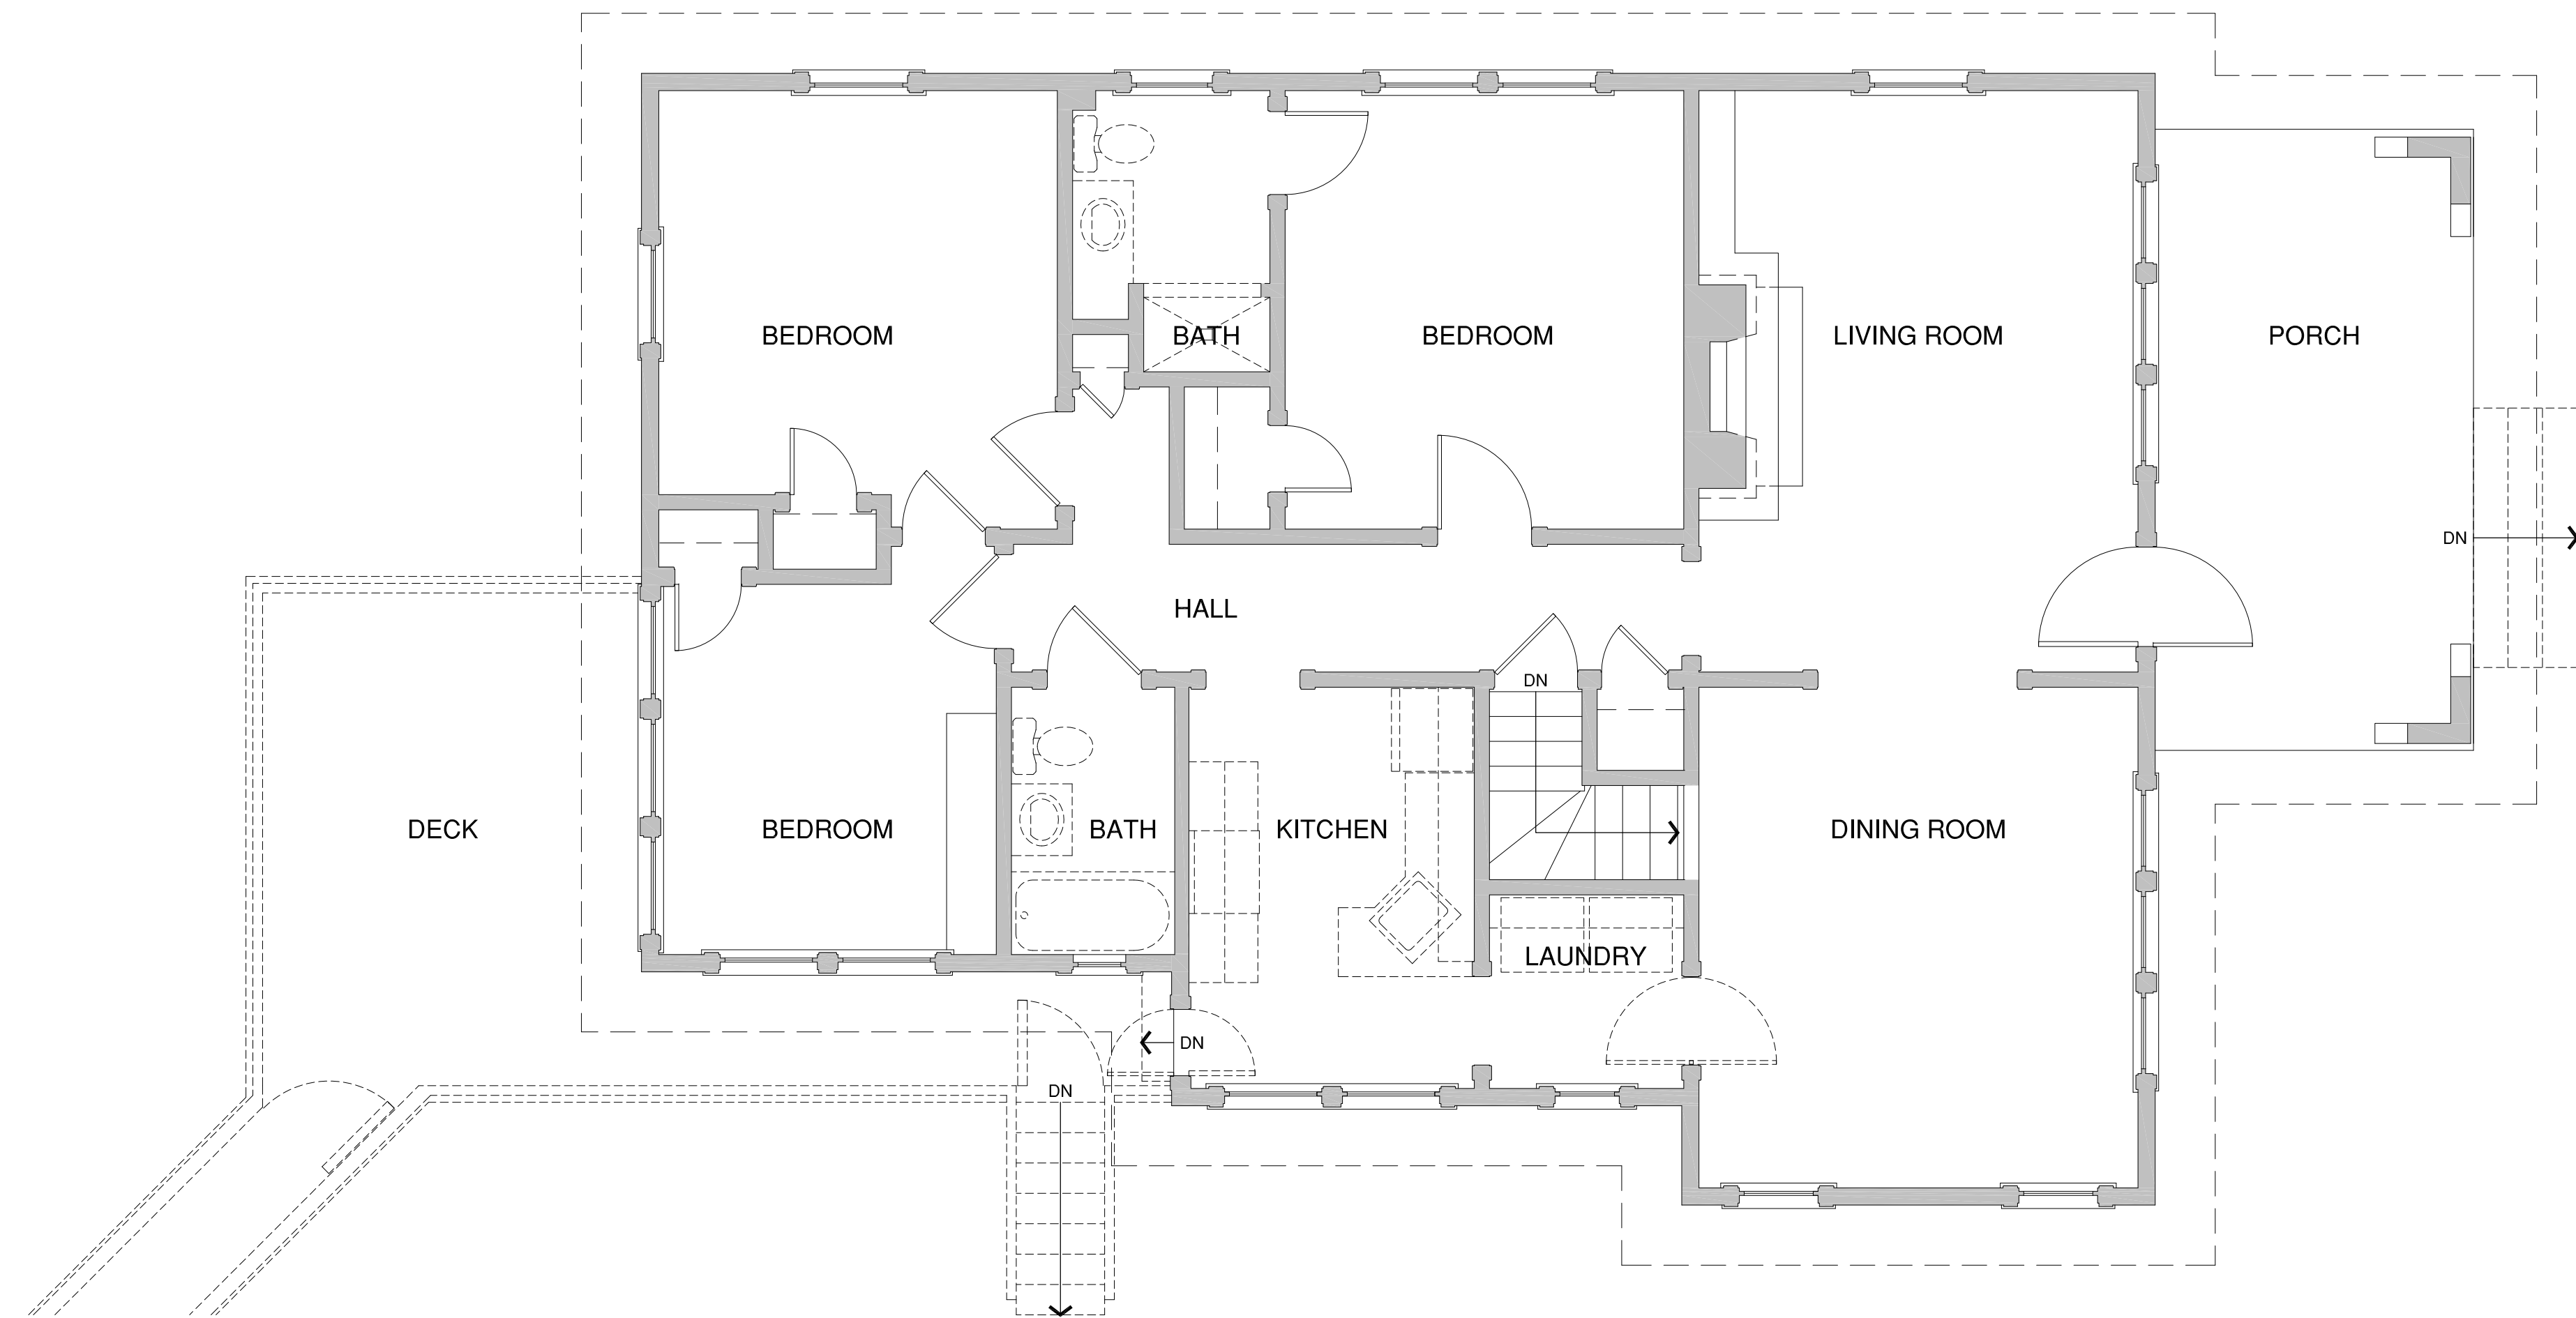 BEDROOM
BATH
BEDROOM
LIVING ROOM
PORCH
DN
HALL
DN
DECK
BEDROOM
BATH
KITCHEN
DINING ROOM
LAUNDRY
DN
DN